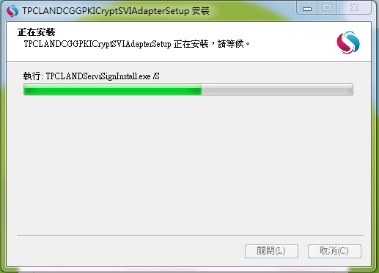 TPCLANDCGGPKICryptSVIAdapterSetup 安裝
正在安裝
TPCLANDCGGPKICryptSVIAdapterSetup 正在安裝，請等候。
執行: TPCLANDServiSignInstall.exe /S
關閉(L)
取消(C)